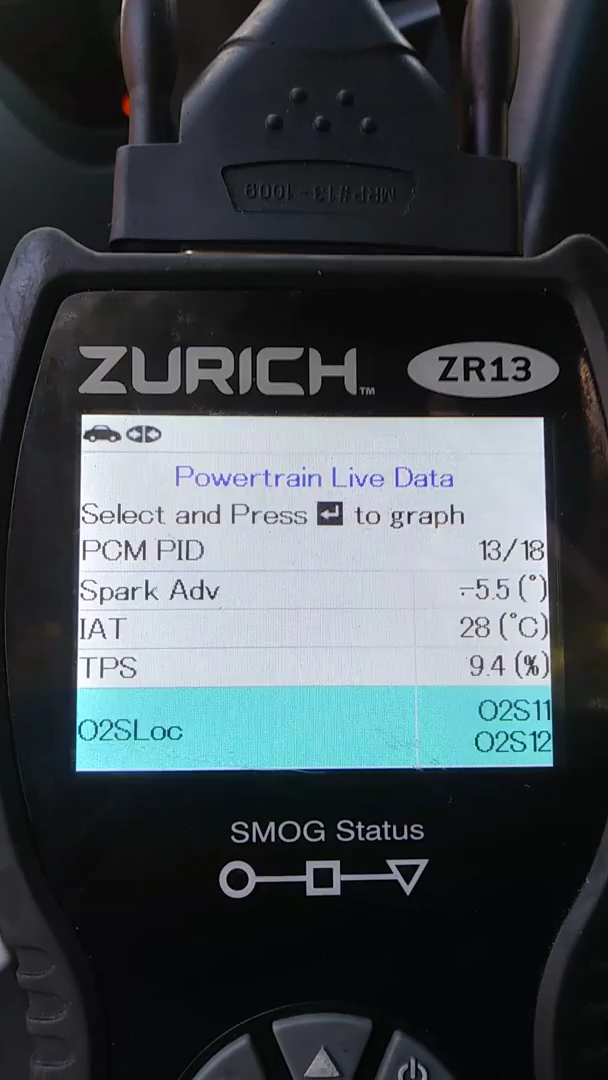 MRP#13-1009
ZURICH™ ZR13
Powertrain Live Data
Select and Press to graph
PCM PID 13/18
Spark Adv -5.5 (°)
IAT 28 (°C)
TPS 9.4 (%)
O2SLoc O2S11
O2S12
SMOG Status